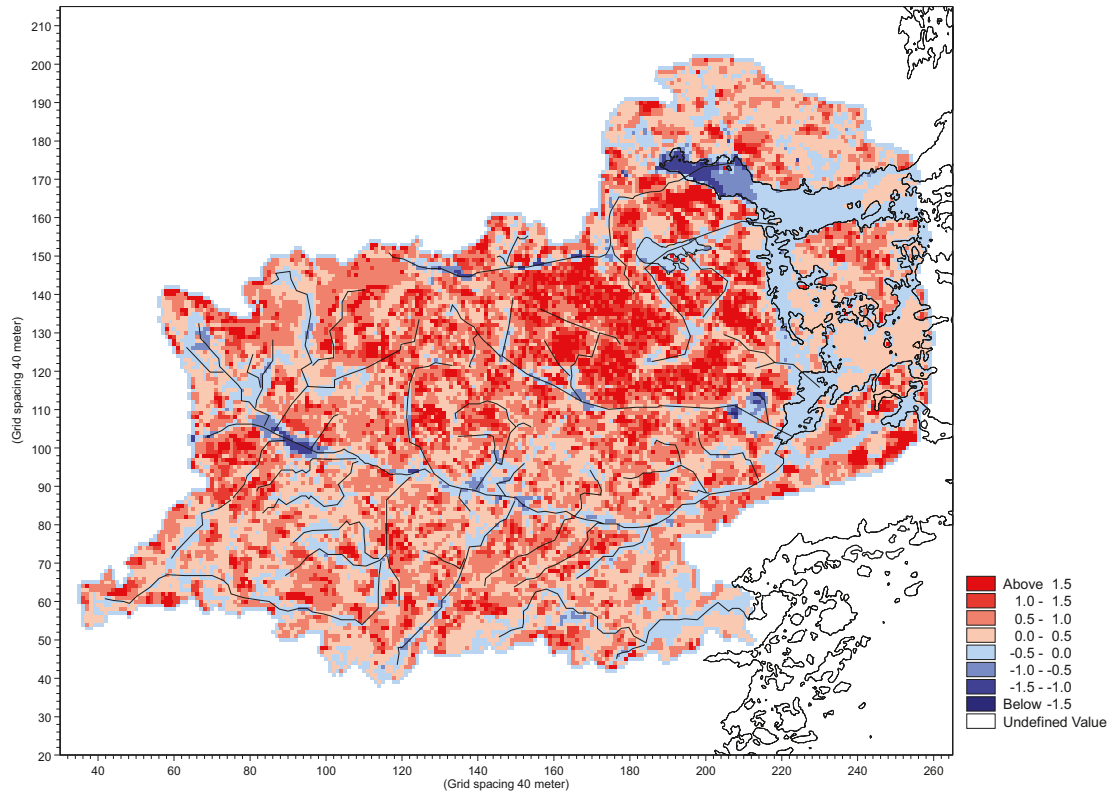 210
200
190
180
170
160
150
140
130
120
110
100
90
80
70
60
50
40
30
20
(Grid spacing 40 meter)
40 60 80 100 120 140 160 180 200 220 240 260
(Grid spacing 40 meter)
Above 1.5
1.0 - 1.5
0.5 - 1.0
0.0 - 0.5
-0.5 - 0.0
-1.0 - -0.5
-1.5 - -1.0
Below -1.5
Undefined Value